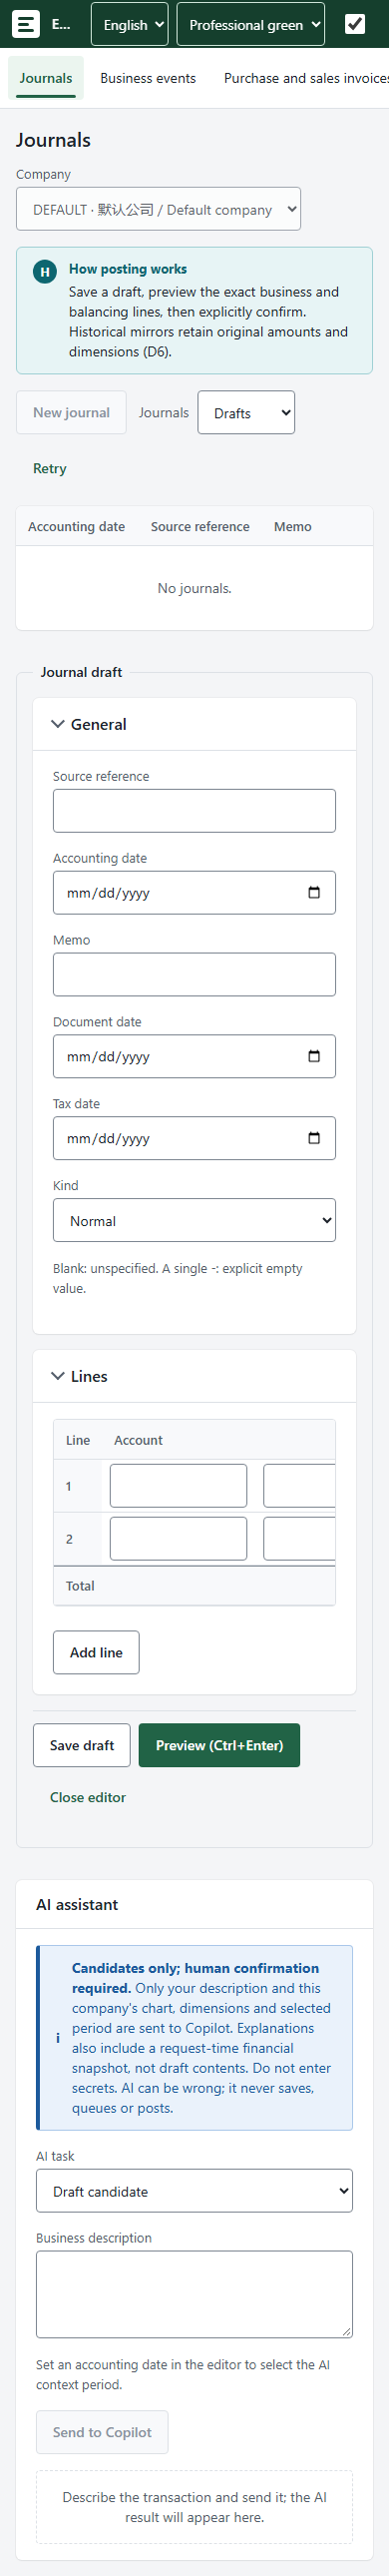 E...
English
Professional green
Journals
Business events
Purchase and sales invoices
Journals
Company
DEFAULT · 默认公司 / Default company
H
How posting works
Save a draft, preview the exact business and
balancing lines, then explicitly confirm.
Historical mirrors retain original amounts and
dimensions (D6).
New journal
Journals
Drafts
Retry
Accounting date
Source reference
Memo
No journals.
Journal draft
General
Source reference
Accounting date
mm/dd/yyyy
Memo
Document date
mm/dd/yyyy
Tax date
mm/dd/yyyy
Kind
Normal
Blank: unspecified. A single -: explicit empty
value.
Lines
Line
Account
1
2
Total
Add line
Save draft
Preview (Ctrl+Enter)
Close editor
AI assistant
i
Candidates only; human confirmation
required. Only your description and this
company's chart, dimensions and selected
period are sent to Copilot. Explanations
also include a request-time financial
snapshot, not draft contents. Do not enter
secrets. AI can be wrong; it never saves,
queues or posts.
AI task
Draft candidate
Business description
Set an accounting date in the editor to select the AI
context period.
Send to Copilot
Describe the transaction and send it; the AI
result will appear here.